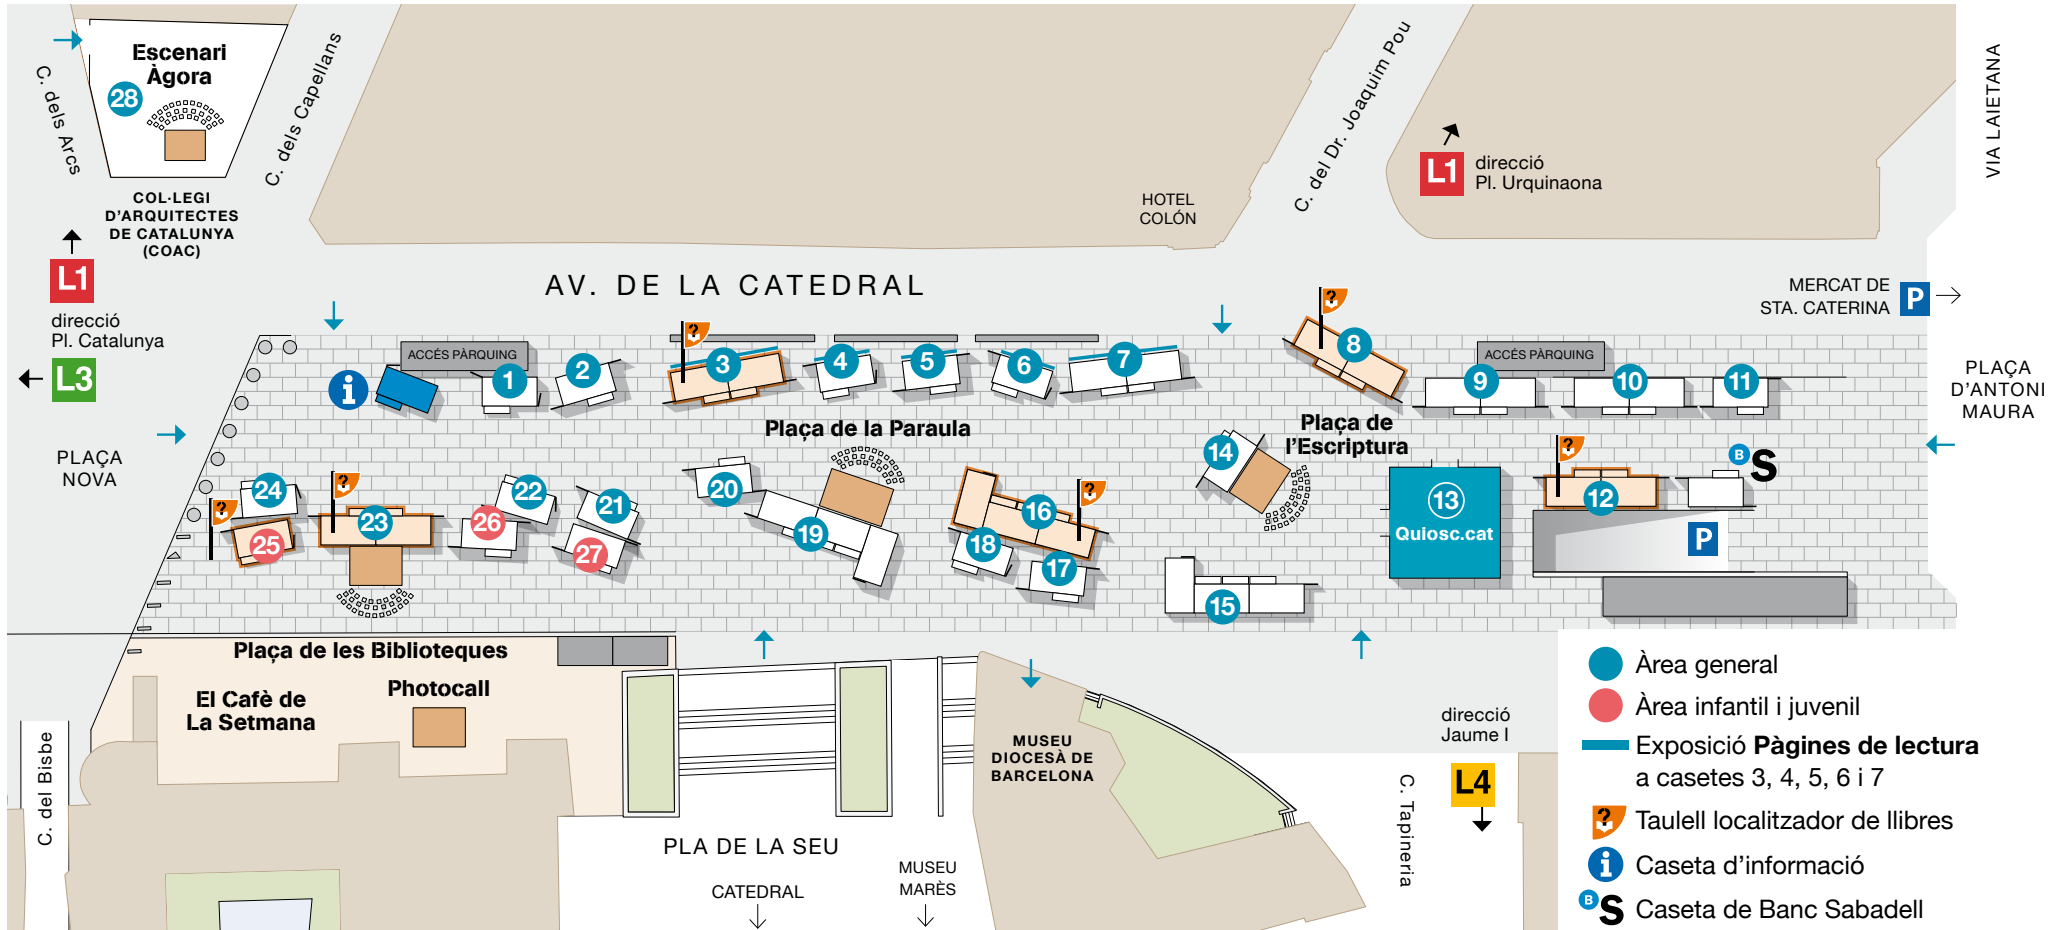 Escenari
Àgora
28
C. dels Arcs
C. dels Capellans
COL·LEGI
D'ARQUITECTES
DE CATALUNYA
(COAC)
L1
direcció
Pl. Catalunya
L3
HOTEL
COLÓN
C. del Dr. Joaquim Pou
L1
direcció
Pl. Urquinaona
VIA LAIETANA
AV. DE LA CATEDRAL
MERCAT DE
STA. CATERINA
P
PLAÇA
D'ANTONI
MAURA
ACCÉS PÀRQUING
i
1
2
?
3
4
5
6
7
?
8
ACCÉS PÀRQUING
9
10
11
Plaça de la Paraula
Plaça de
l'Escriptura
PLAÇA
NOVA
14
?
12
B S
13
Quiosc.cat
P
24
?
25
?
23
22
26
21
27
20
19
16
?
18
17
15
Plaça de les Biblioteques
El Cafè de
La Setmana
Photocall
C. del Bisbe
MUSEU
DIOCESÀ DE
BARCELONA
PLA DE LA SEU
CATEDRAL
MUSEU
MARÈS
direcció
Jaume I
L4
C. Tapineria
Àrea general
Àrea infantil i juvenil
Exposició Pàgines de lectura
a casetes 3, 4, 5, 6 i 7
? Taulell localitzador de llibres
i Caseta d'informació
B S Caseta de Banc Sabadell